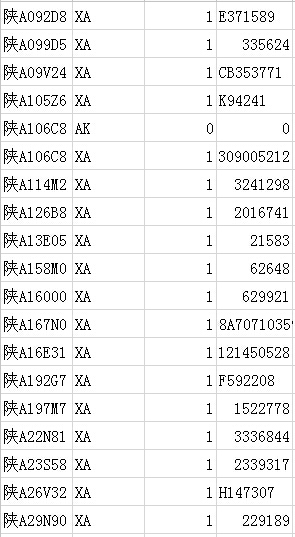 陕A092D8 XA 1 E371589
陕A099D5 XA 1 335624
陕A09V24 XA 1 CB353771
陕A105Z6 XA 1 K94241
陕A106C8 AK 0 0
陕A106C8 XA 1 309005212
陕A114M2 XA 1 3241298
陕A126B8 XA 1 2016741
陕A13E05 XA 1 21583
陕A158M0 XA 1 62648
陕A16000 XA 1 629921
陕A167N0 XA 1 8A7071035
陕A16E31 XA 1 121450528
陕A192G7 XA 1 F592208
陕A197M7 XA 1 1522778
陕A22N81 XA 1 3336844
陕A23S58 XA 1 2339317
陕A26V32 XA 1 H147307
陕A29N90 XA 1 229189